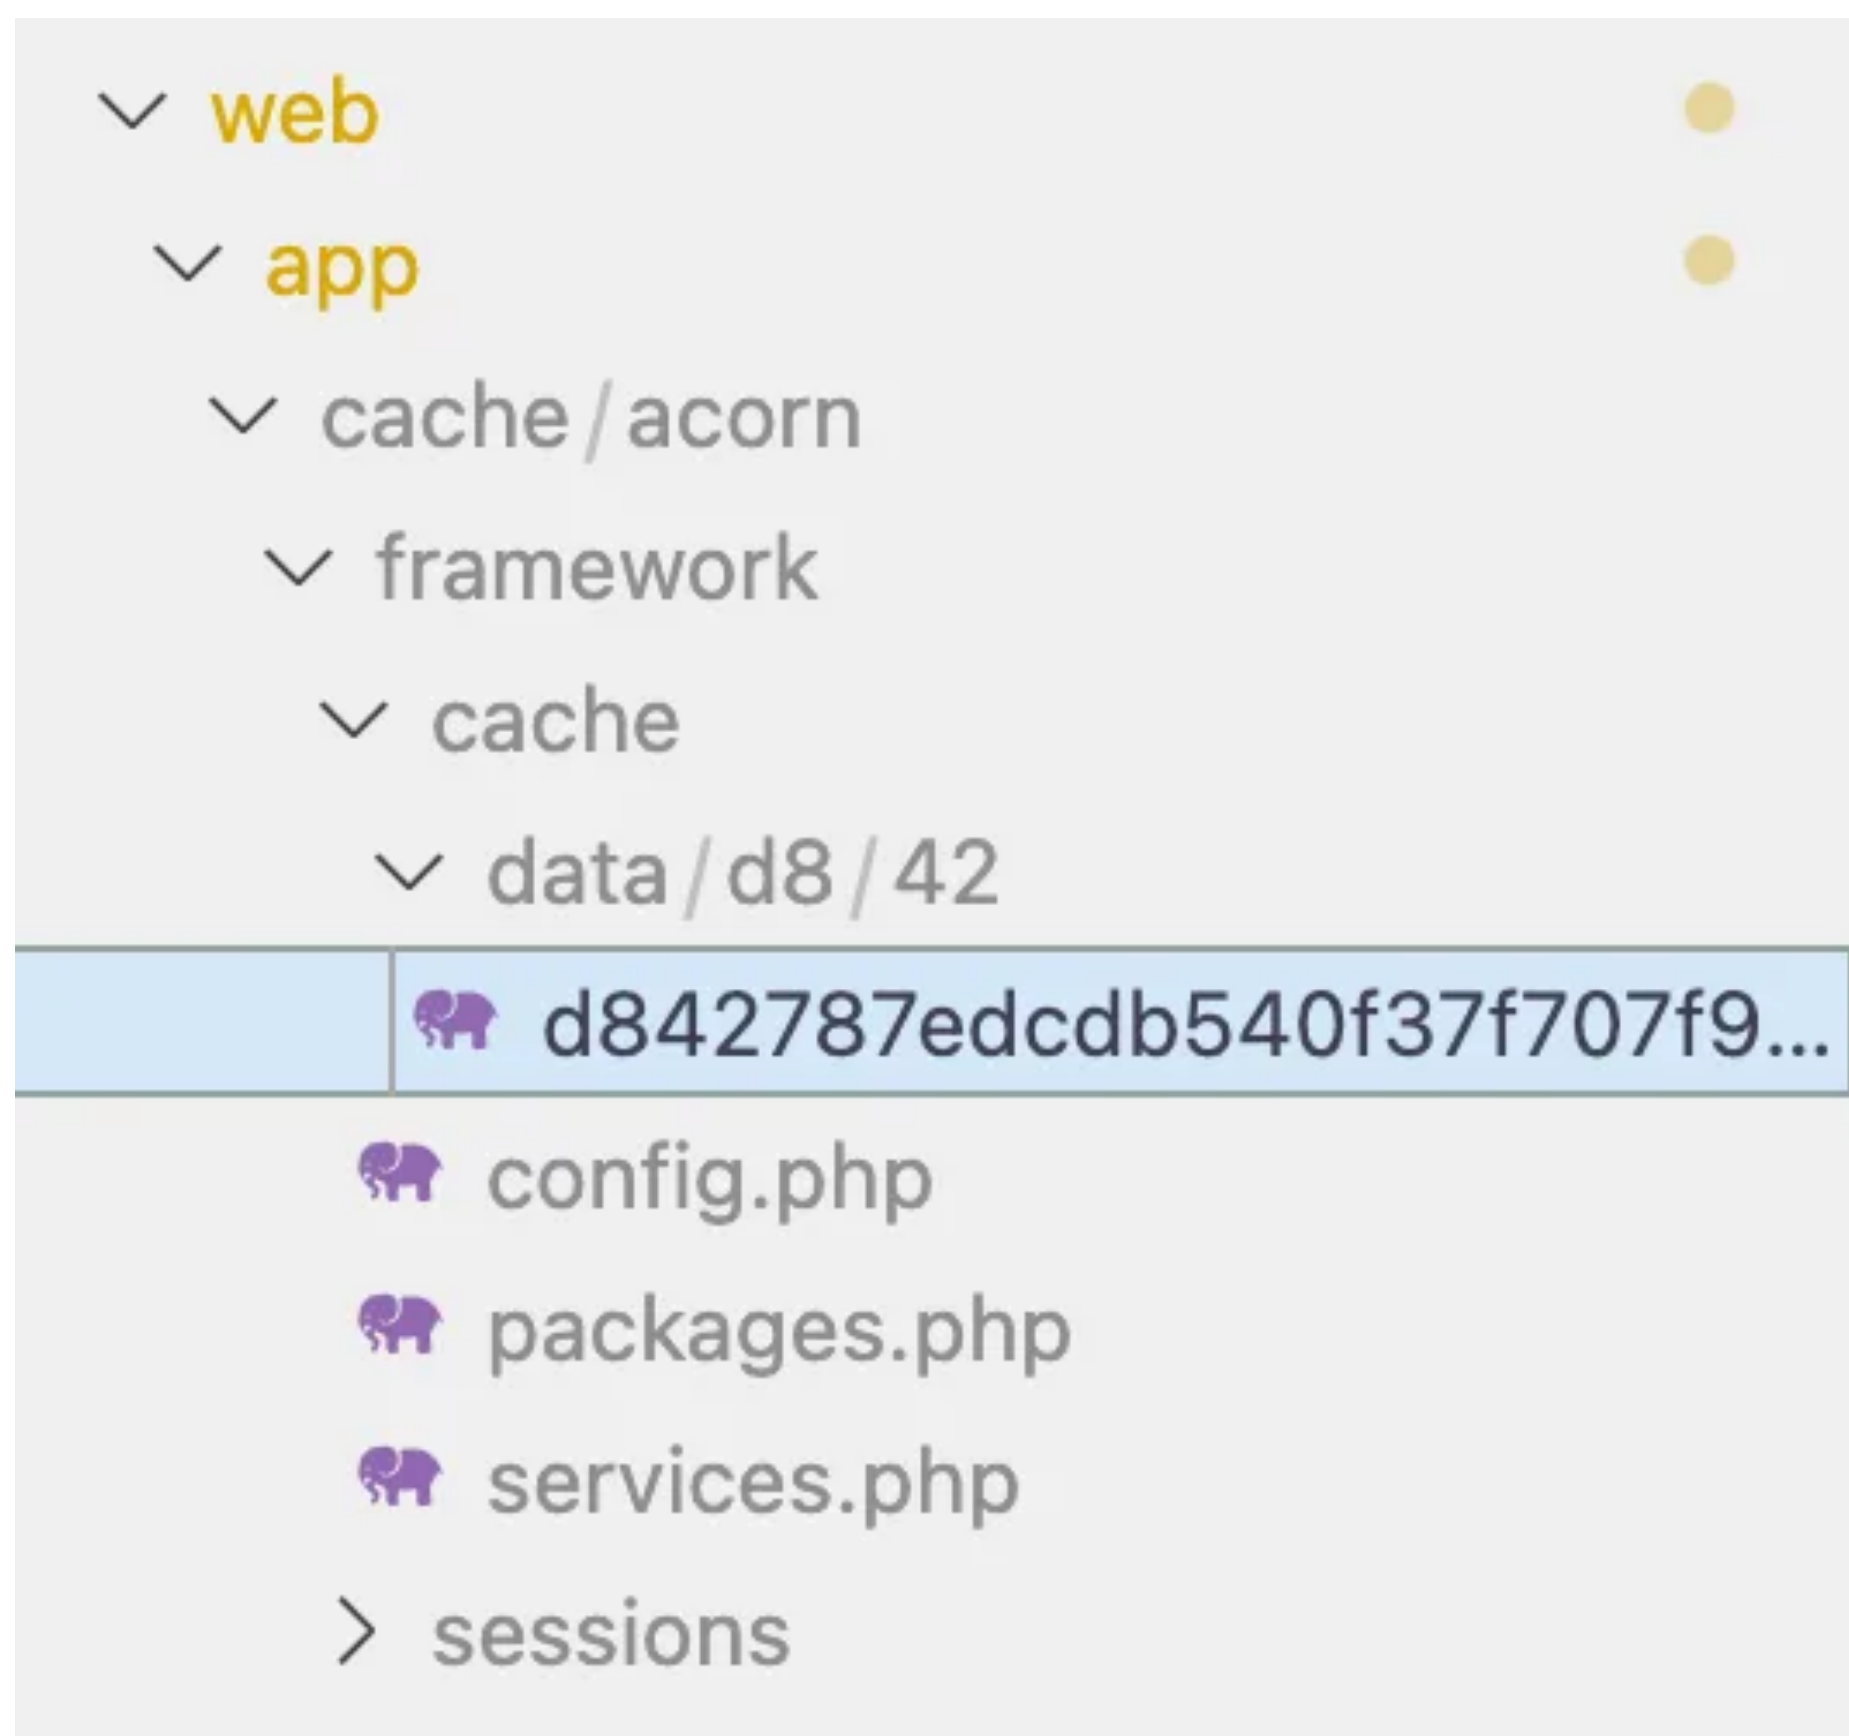 web
app
cache/acorn
framework
cache
data/d8/42
d842787edcdb540f37f707f9...
config.php
packages.php
services.php
sessions